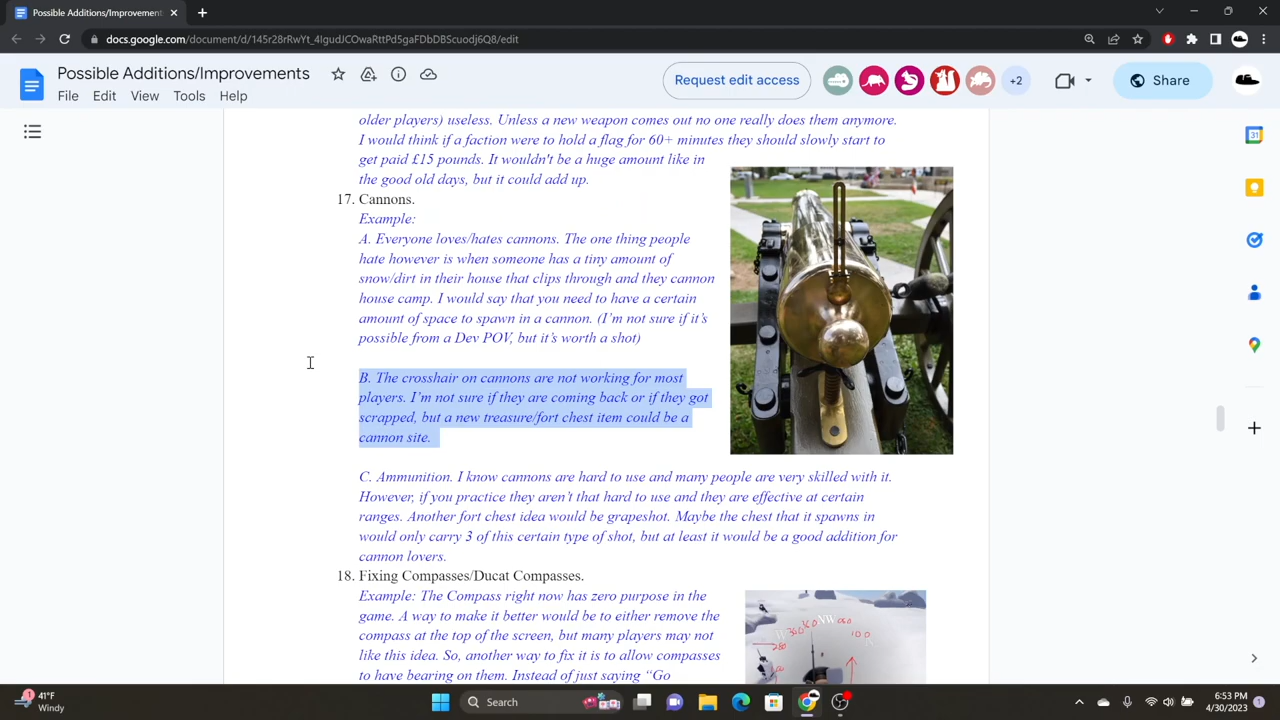 Possible Additions/Improvements
docs.google.com/document/d/145r28rRwYt_4IgudJCOwaRttPd5gaFDbDBScuodj6Q8/edit
Possible Additions/Improvements
Request edit access
+2
Share
File Edit View Tools Help
older players) useless. Unless a new weapon comes out no one really does them anymore.
I would think if a faction were to hold a flag for 60+ minutes they should slowly start to
get paid £15 pounds. It wouldn't be a huge amount like in
the good old days, but it could add up.
17. Cannons.
Example:
A. Everyone loves/hates cannons. The one thing people
hate however is when someone has a tiny amount of
snow/dirt in their house that clips through and they cannon
house camp. I would say that you need to have a certain
amount of space to spawn in a cannon. (I'm not sure if it's
possible from a Dev POV, but it's worth a shot)
B. The crosshair on cannons are not working for most
players. I'm not sure if they are coming back or if they got
scrapped, but a new treasure/fort chest item could be a
cannon site.
C. Ammunition. I know cannons are hard to use and many people are very skilled with it.
However, if you practice they aren't that hard to use and they are effective at certain
ranges. Another fort chest idea would be grapeshot. Maybe the chest that it spawns in
would only carry 3 of this certain type of shot, but at least it would be a good addition for
cannon lovers.
18. Fixing Compasses/Ducat Compasses.
Example: The Compass right now has zero purpose in the
game. A way to make it better would be to either remove the
compass at the top of the screen, but many players may not
like this idea. So, another way to fix it is to allow compasses
to have bearing on them. Instead of just saying “Go
NW
31
1
41°F
Windy
Search
6:53 PM
4/30/2023
1